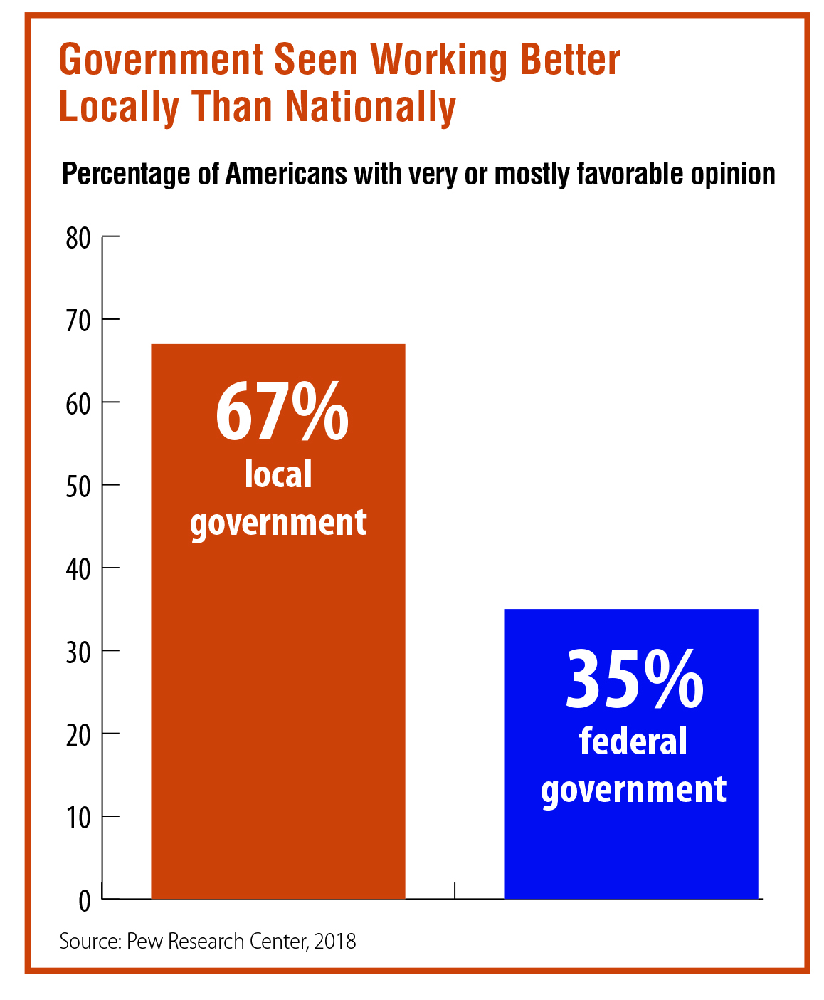 Government Seen Working Better
Locally Than Nationally
Percentage of Americans with very or mostly favorable opinion
80
70
60
50
40
30
20
10
0
67%
local
government
35%
federal
government
Source: Pew Research Center, 2018